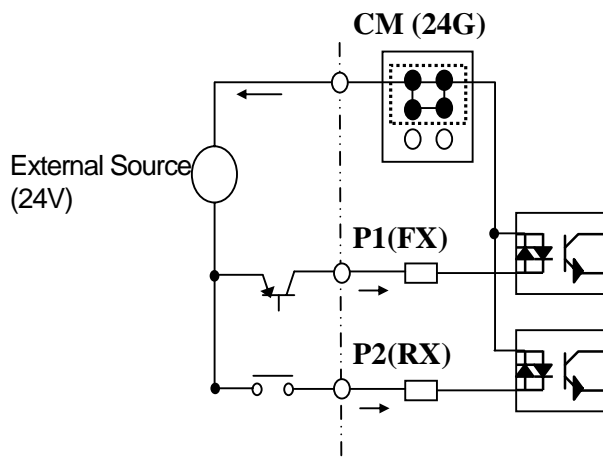 CM (24G)
External Source
(24V)
P1(FX)
P2(RX)